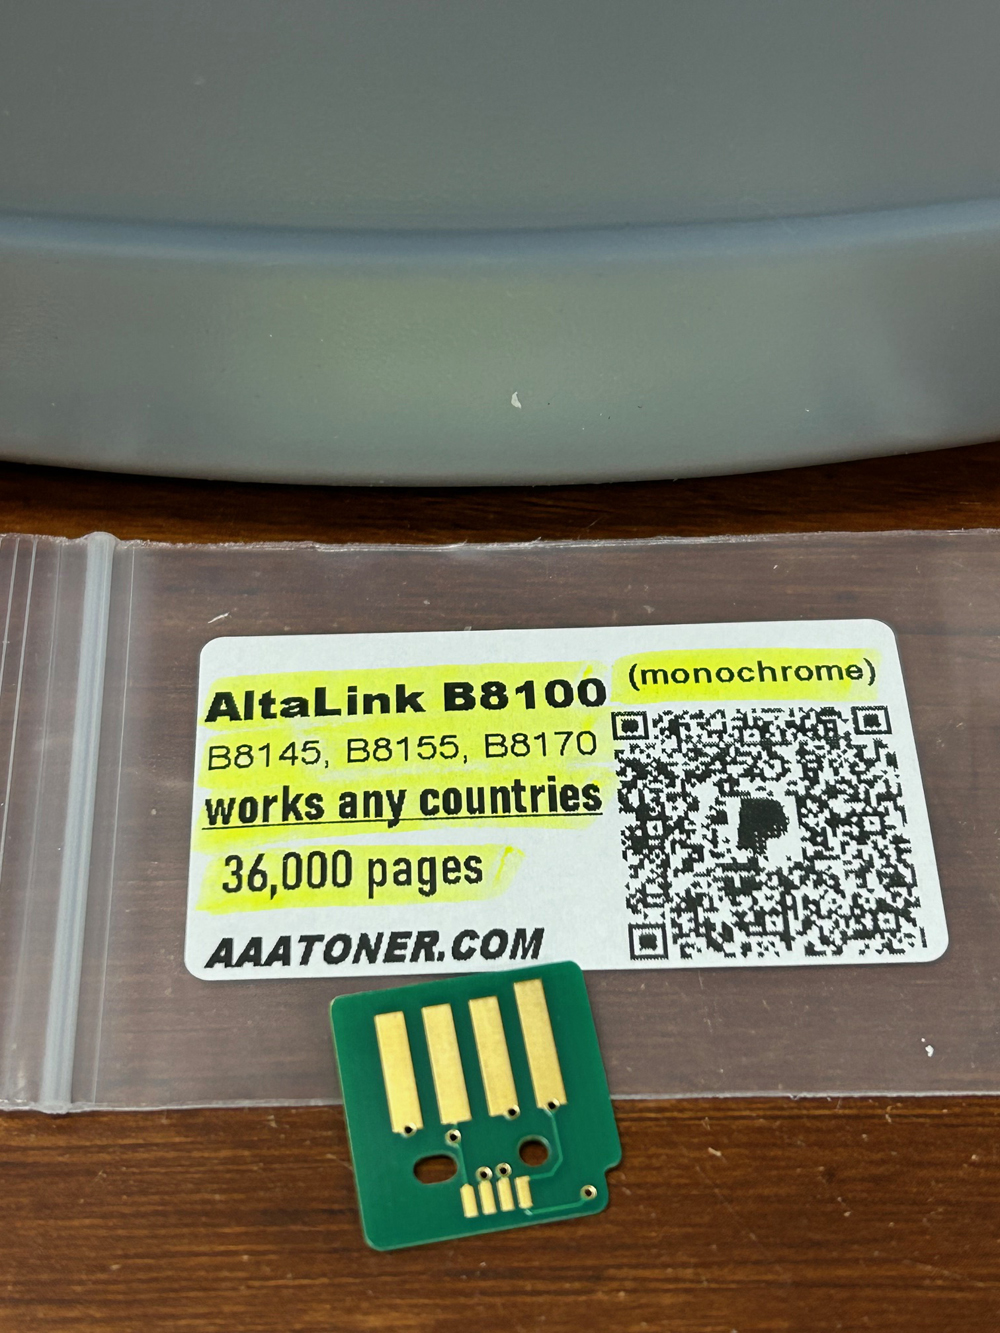 AltaLink B8100
(monochrome)
B8145, B8155, B8170
works any countries
36,000 pages
AAATONER.COM